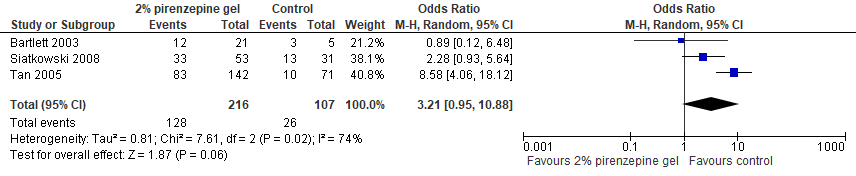 2% pirenzepine gel Control Odds Ratio Odds Ratio
Study or Subgroup Events Total Events Total Weight M-H, Random, 95% CI M-H, Random, 95% CI
Bartlett 2003 12 21 3 5 21.2% 0.89 [0.12, 6.48]
Siatkowski 2008 33 53 13 31 38.1% 2.28 [0.93, 5.64]
Tan 2005 83 142 10 71 40.8% 8.58 [4.06, 18.12]
Total (95% CI) 216 107 100.0% 3.21 [0.95, 10.88]
Total events 128 26
Heterogeneity: Tau² = 0.81; Chi² = 7.61, df = 2 (P = 0.02); I² = 74%
Test for overall effect: Z = 1.87 (P = 0.06)
0.001 0.1 1 10 1000
Favours 2% pirenzepine gel Favours control